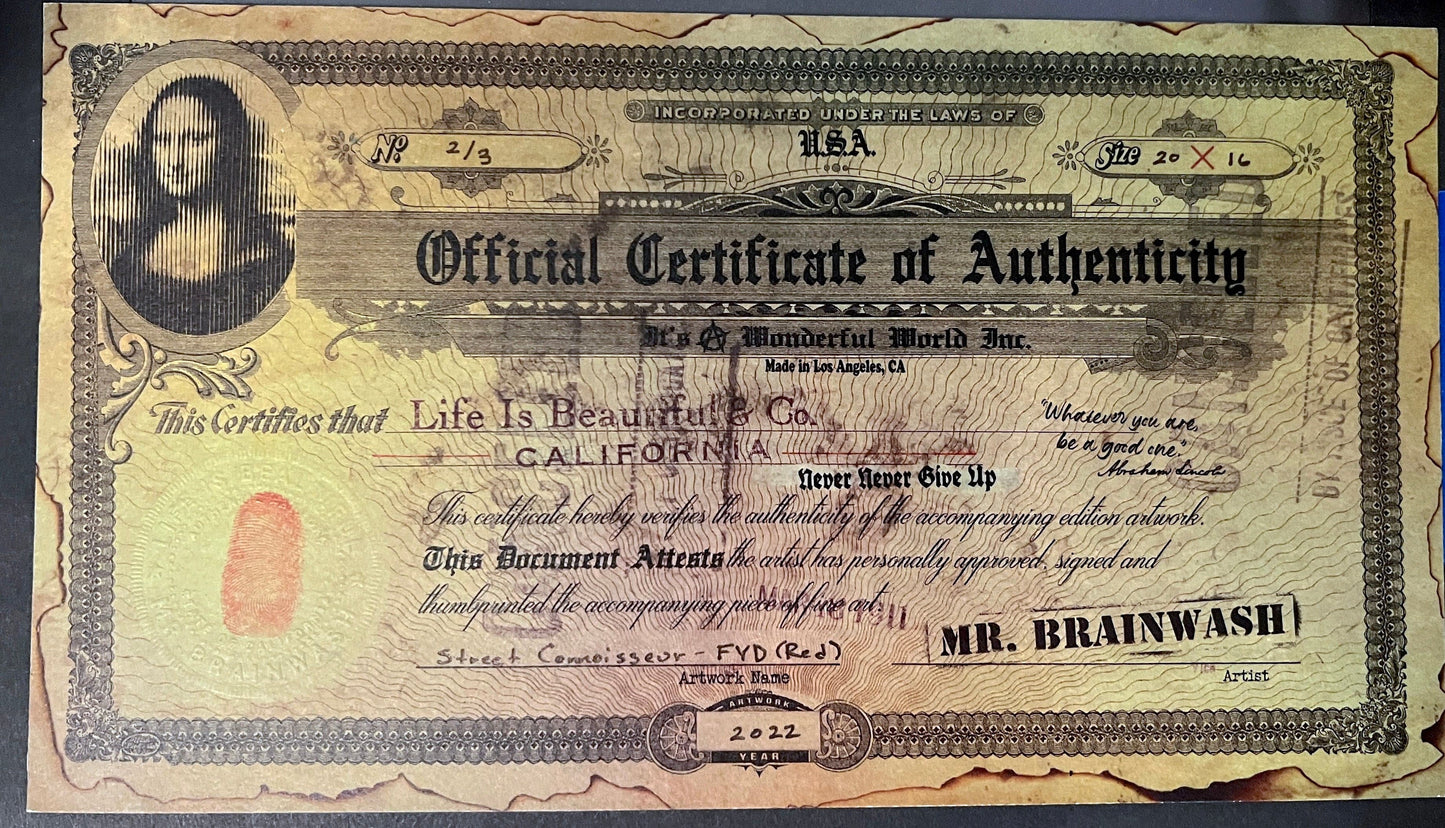 INCORPORATED UNDER THE LAWS OF
U.S.A.
No 2/3
Size 20 X 16
Official Certificate of Authenticity
It's A Wonderful World Inc.
Made in Los Angeles, CA
This Certifies that Life Is Beautiful & Co.
CALIFORNIA
"Whatever you are,
be a good one."
Abraham Lincoln
Never Never Give Up
This certificate hereby verifies the authenticity of the accompanying edition artwork.
This Document Attests the artist has personally approved, signed and
thumbprinted the accompanying piece of fine art.
Street Connoisseur - FYD (Red)
Artwork Name
MR. BRAINWASH
Artist
BRAINWASH
ARTWORK
2022
YEAR